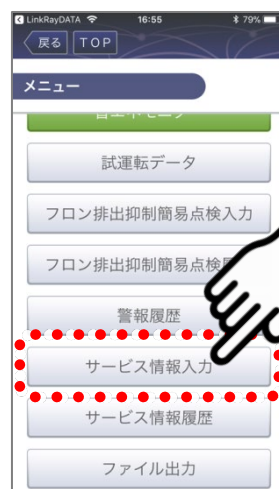 LinkRayDATA 16:55 79%
戻る TOP
メニュー
試運転データ
フロン排出抑制簡易点検入力
フロン排出抑制簡易点検
警報履歴
サービス情報入力
サービス情報履歴
ファイル出力